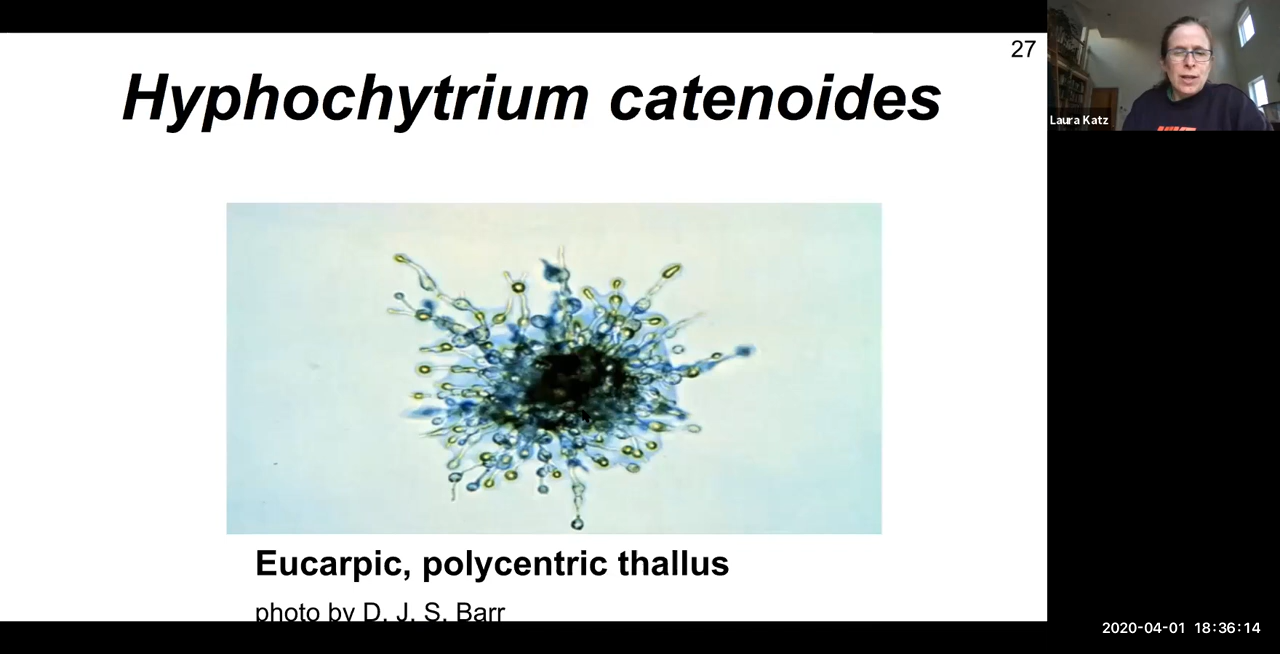 27
Hyphochytrium catenoides
Laura Katz
Eucarpic, polycentric thallus
photo by D. J. S. Barr
2020-04-01 18:36:14